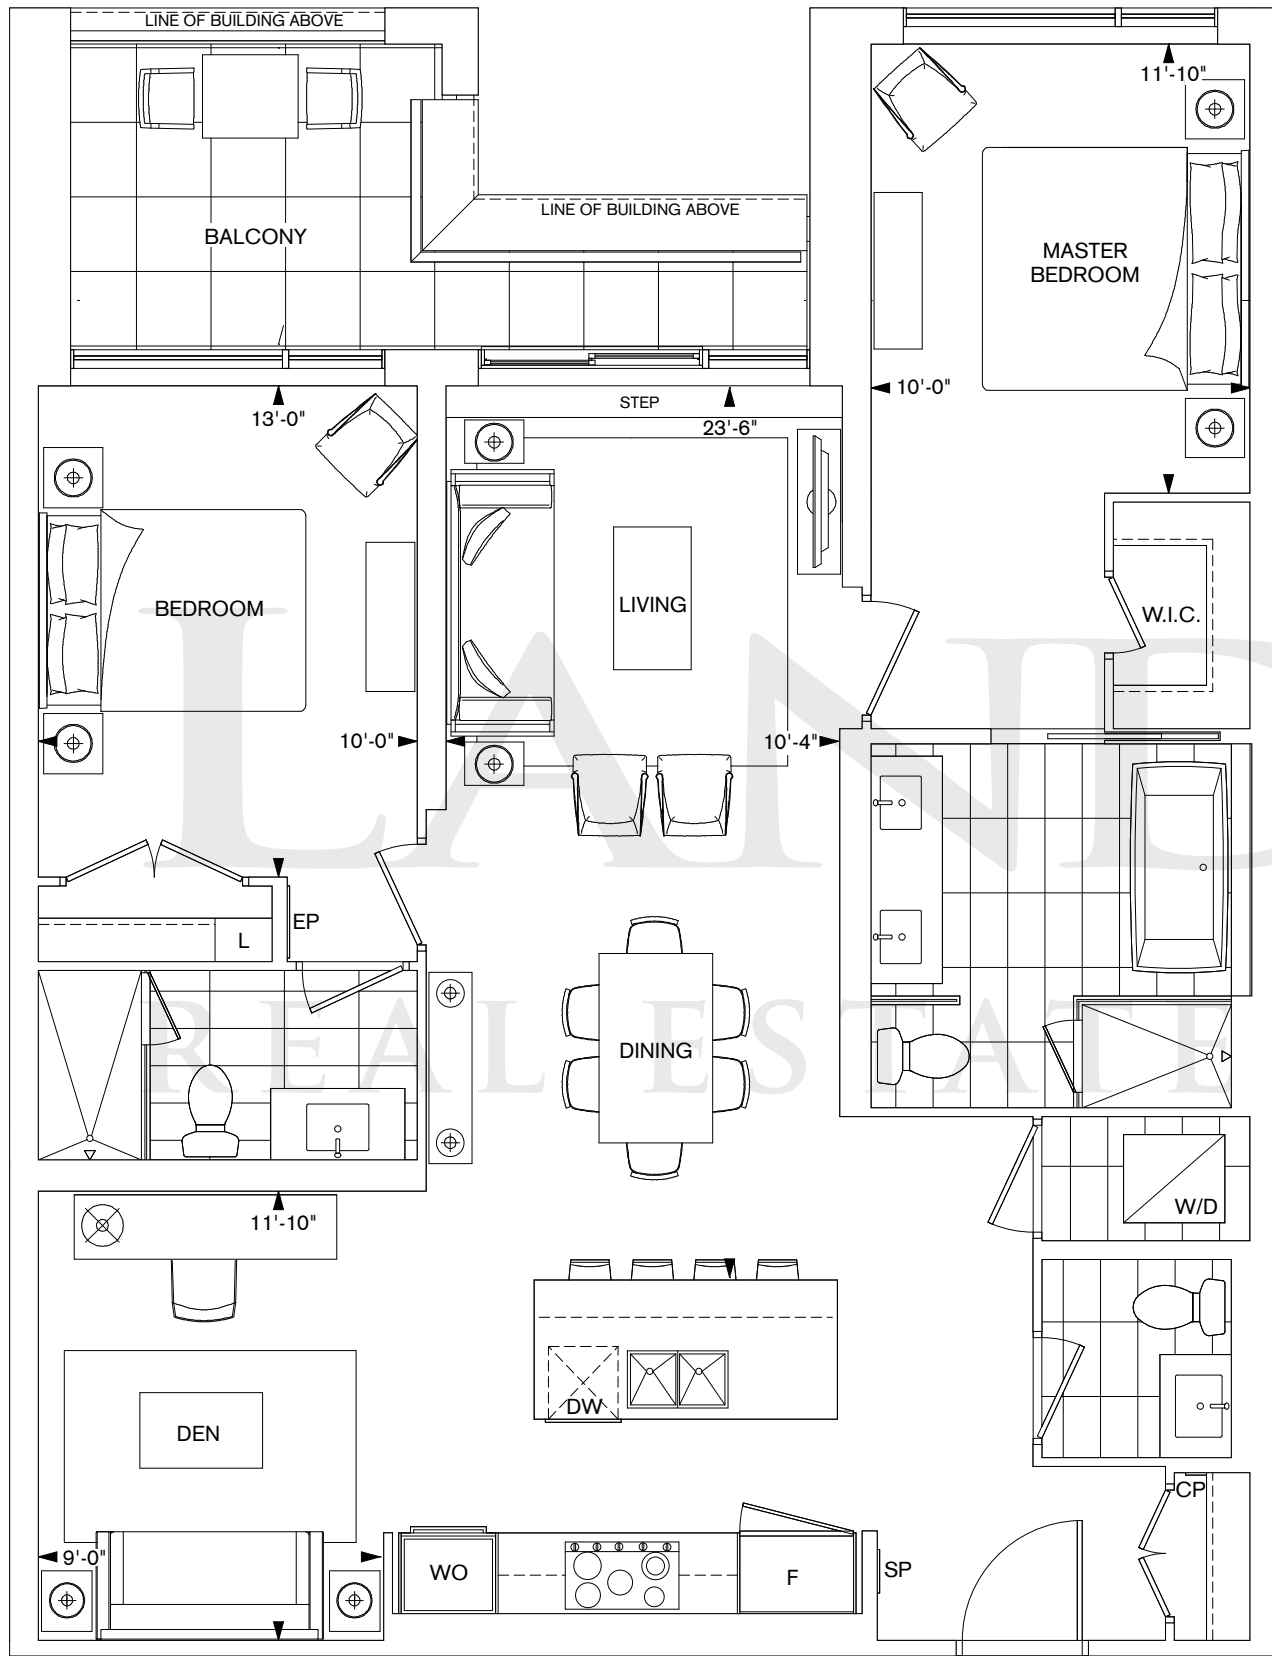 LINE OF BUILDING ABOVE
11'-10"
BALCONY
LINE OF BUILDING ABOVE
MASTER
BEDROOM
10'-0"
13'-0"
STEP
23'-6"
BEDROOM
LIVING
W.I.C.
LAND
10'-0"
10'-4"
EP
L
REAL ESTATE
DINING
W/D
11'-10"
DW
DEN
CP
9'-0"
WO
F
SP